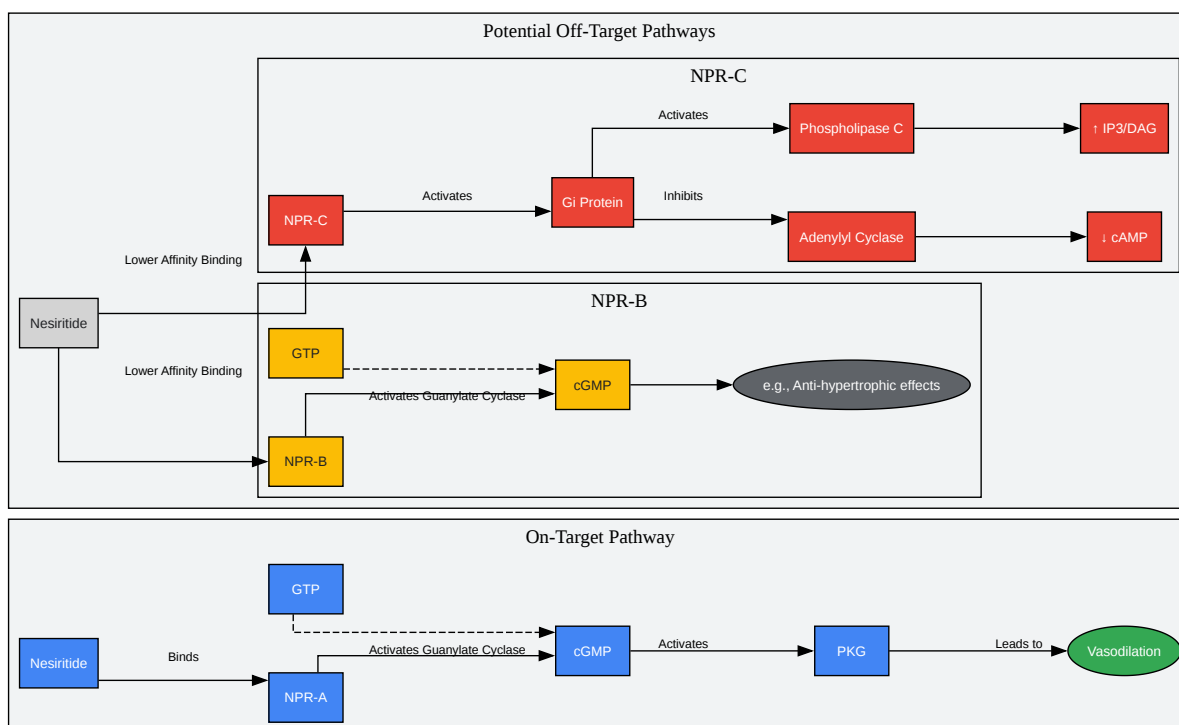 Potential Off-Target Pathways
NPR-C
Activates
Phospholipase C
↑ IP3/DAG
NPR-C
Activates
Gi Protein
Inhibits
Adenylyl Cyclase
↓ cAMP
Lower Affinity Binding
Nesiritide
NPR-B
GTP
Lower Affinity Binding
Activates Guanylate Cyclase
cGMP
e.g., Anti-hypertrophic effects
NPR-B
On-Target Pathway
GTP
Nesiritide
Binds
Activates Guanylate Cyclase
cGMP
Activates
PKG
Leads to
Vasodilation
NPR-A